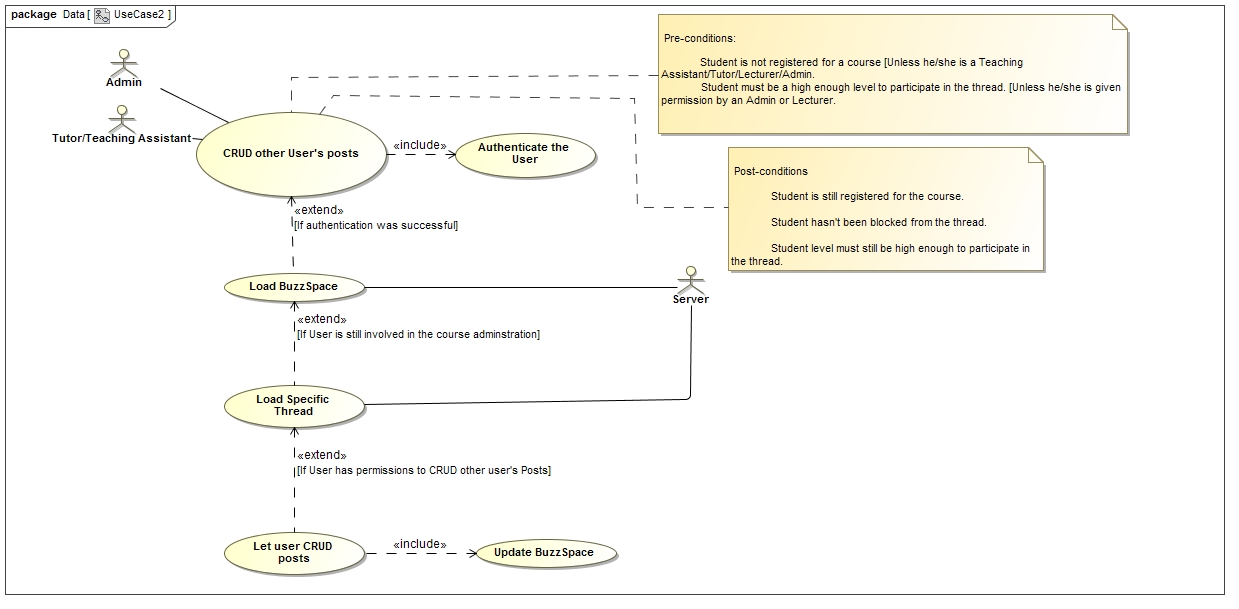 package Data [ UseCase2 ]
Admin
Tutor/Teaching Assistant
CRUD other User's posts
«include»
Authenticate the
User
Pre-conditions:
Student is not registered for a course [Unless he/she is a Teaching
Assistant/Tutor/Lecturer/Admin.
Student must be a high enough level to participate in the thread. [Unless he/she is given
permission by an Admin or Lecturer.
Post-conditions
Student is still registered for the course.
Student hasn't been blocked from the thread.
Student level must still be high enough to participate in
the thread.
«extend»
[If authentication was successful]
Load BuzzSpace
Server
«extend»
[If User is still involved in the course adminstration]
Load Specific
Thread
«extend»
[If User has permissions to CRUD other user's Posts]
Let user CRUD
posts
«include»
Update BuzzSpace